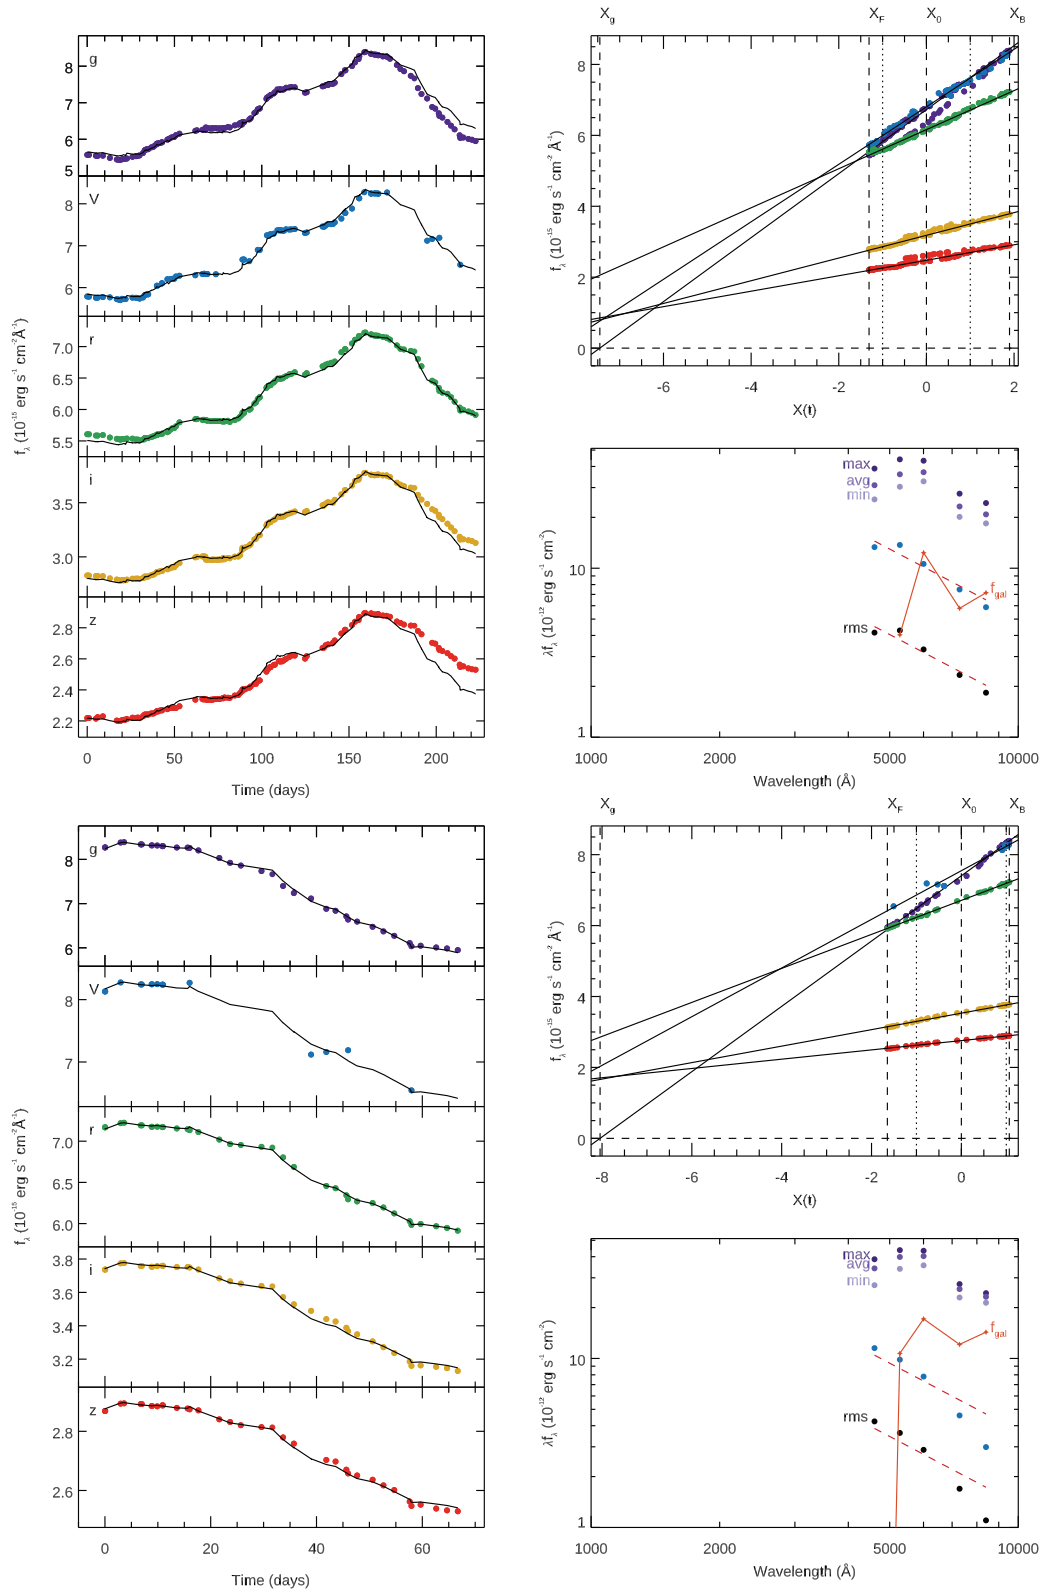 g
8
7
6
5
V
8
7
6
r
7.0
6.5
6.0
5.5
i
3.5
3.0
z
2.8
2.6
2.4
2.2
0 50 100 150 200
Time (days)
fλ (10⁻¹⁵ erg s⁻¹ cm⁻² Å⁻¹)
Xg XF X0 XB
8
6
4
2
0
-6 -4 -2 0 2
X(t)
fλ (10⁻¹⁵ erg s⁻¹ cm⁻² Å⁻¹)
max
avg
min
10
fgal
rms
1
1000 2000 5000 10000
Wavelength (Å)
λfλ (10⁻¹² erg s⁻¹ cm⁻²)
g
8
7
6
V
8
7
r
7.0
6.5
6.0
i
3.8
3.6
3.4
3.2
z
2.8
2.6
0 20 40 60
Time (days)
fλ (10⁻¹⁵ erg s⁻¹ cm⁻² Å⁻¹)
Xg XF X0 XB
8
6
4
2
0
-8 -6 -4 -2 0
X(t)
fλ (10⁻¹⁵ erg s⁻¹ cm⁻² Å⁻¹)
max
avg
min
fgal
10
rms
1
1000 2000 5000 10000
Wavelength (Å)
λfλ (10⁻¹² erg s⁻¹ cm⁻²)